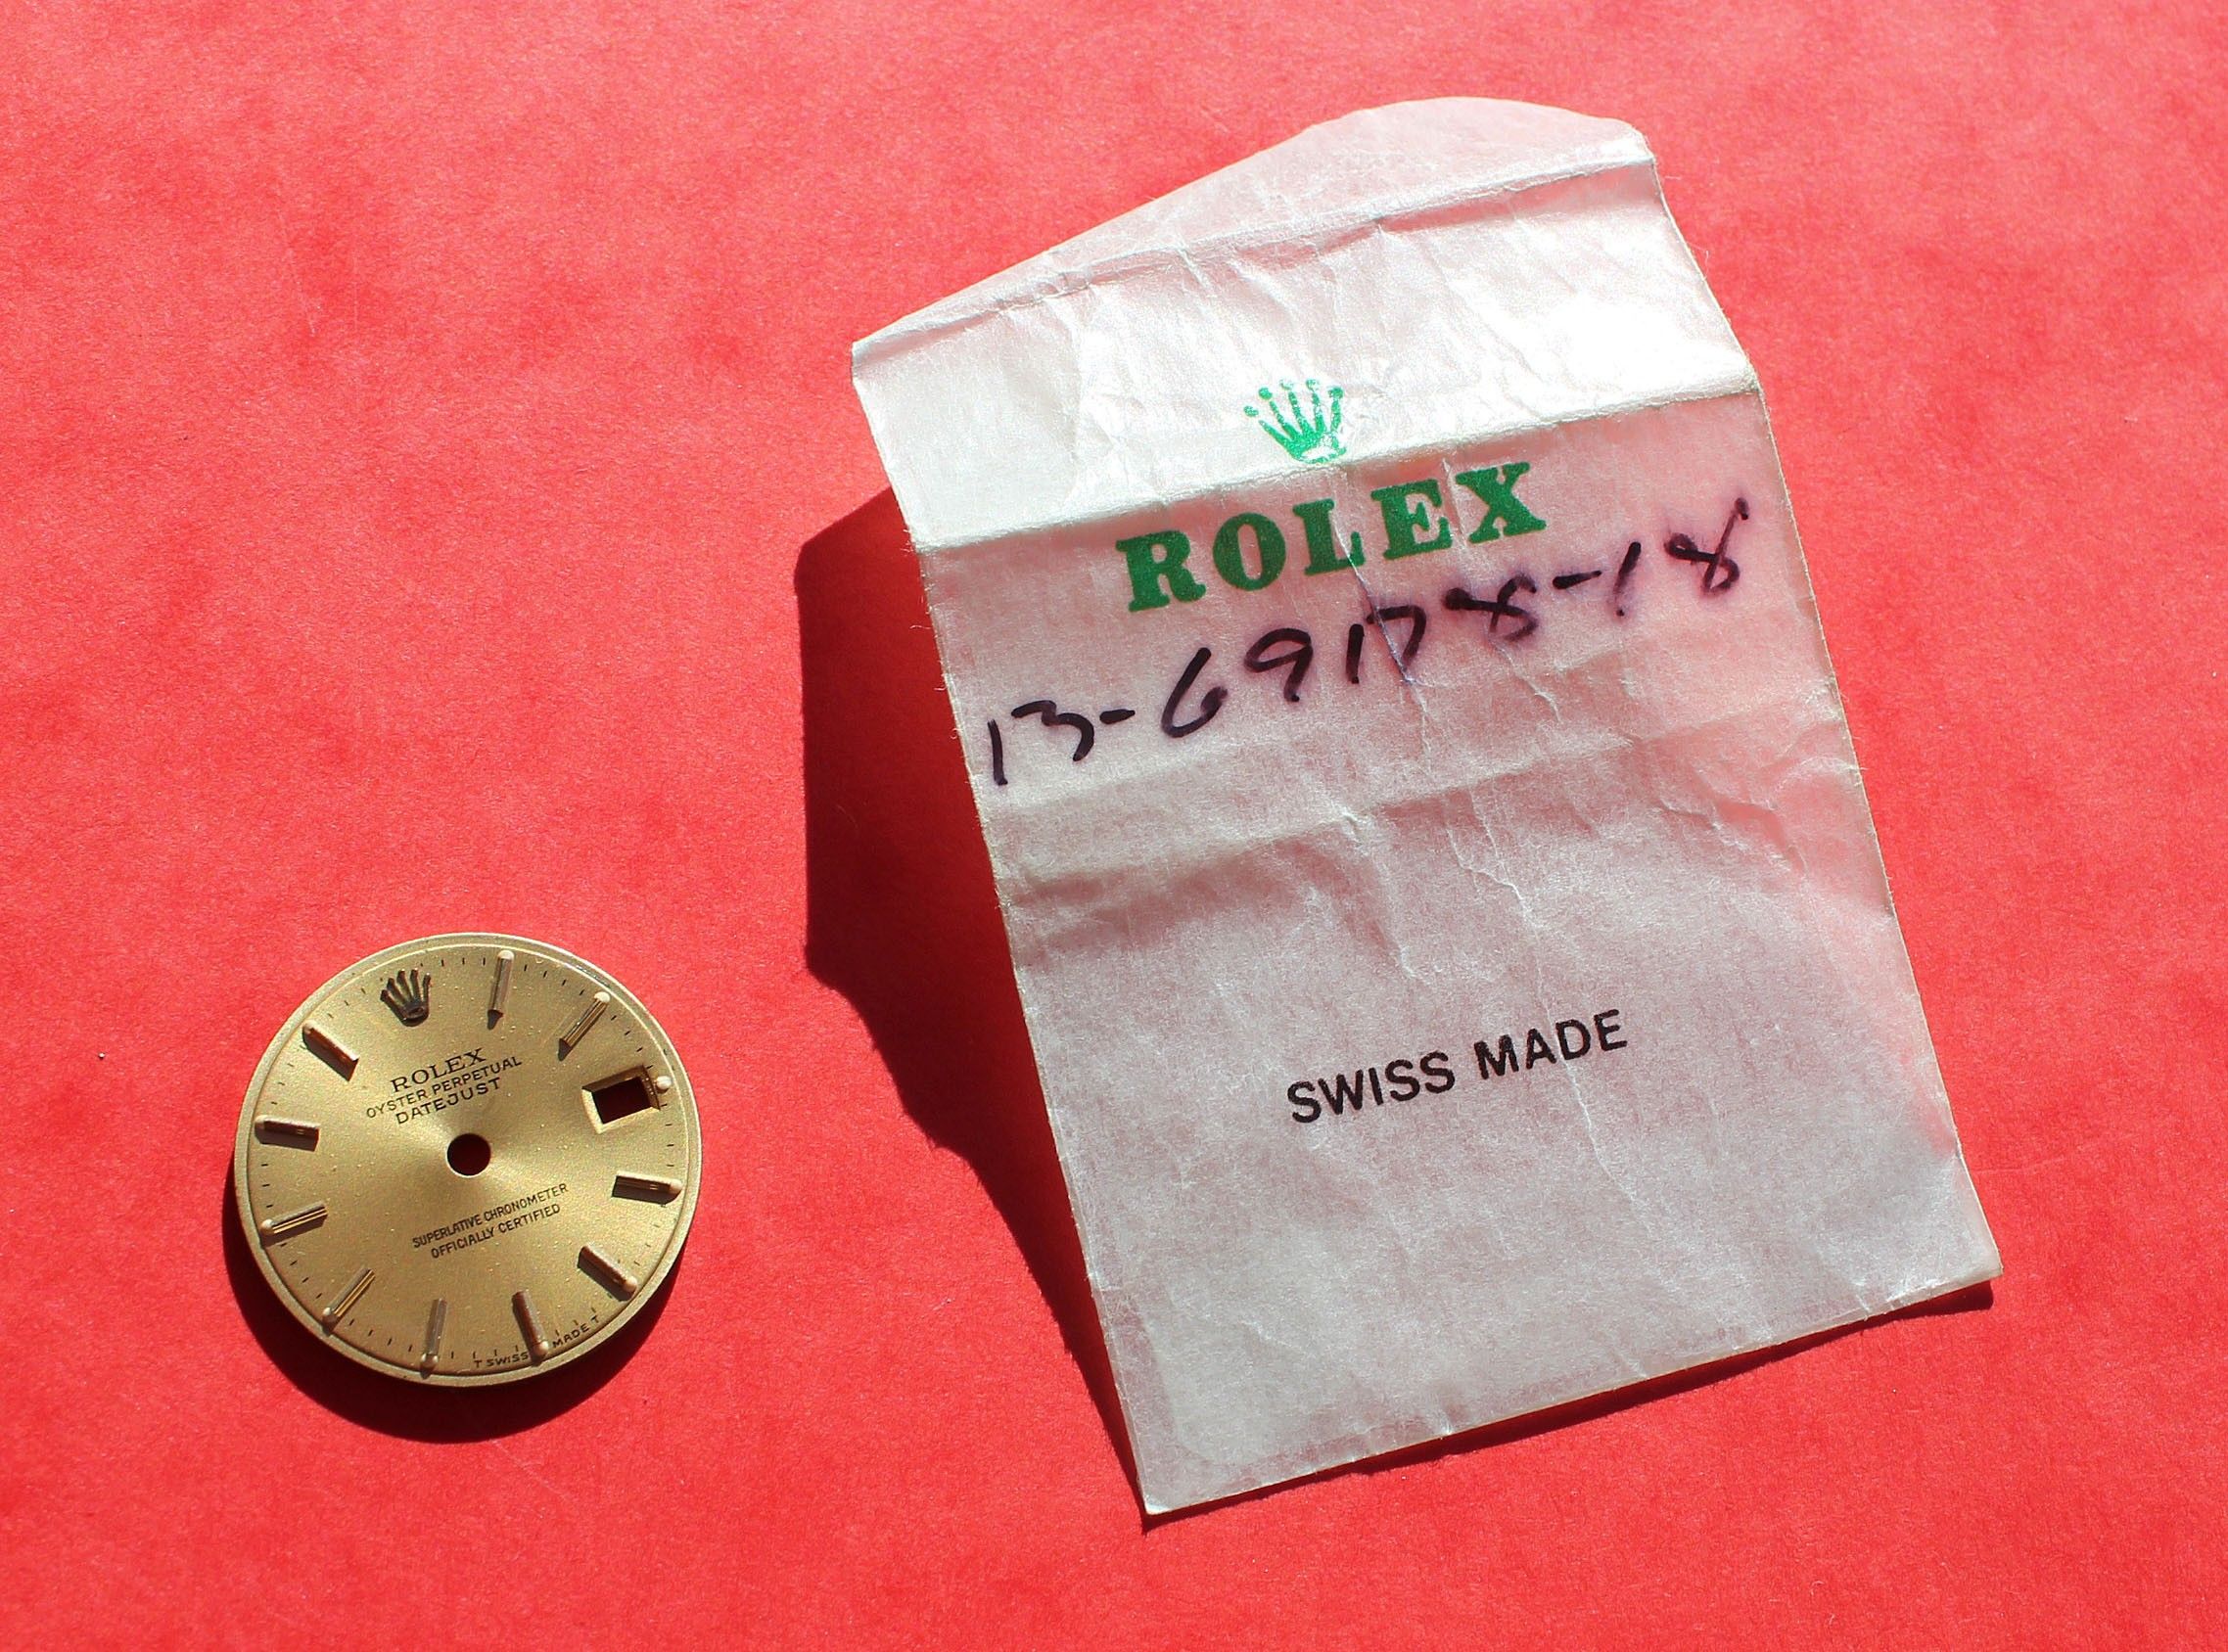 ROLEX
13-69178-18
SWISS MADE
ROLEX
OYSTER PERPETUAL
DATEJUST
SUPERLATIVE CHRONOMETER
OFFICIALLY CERTIFIED
T SWISS MADE T